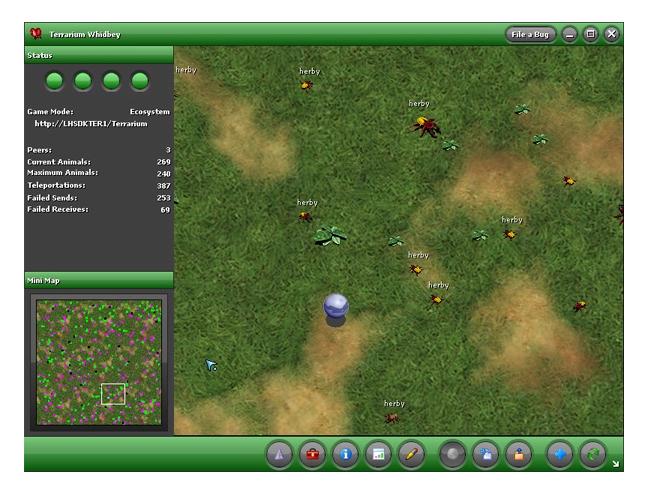 Terrarium Whidbey
File a Bug
Status
herby
herby
herby
Game Mode: Ecosystem
http://LHSDKTER1/Terrarium
Peers: 3
Current Animals: 269
Maximum Animals: 240
Teleportations: 387
Failed Sends: 253
Failed Receives: 69
herby
herby
herby
Mini Map
herby
herby